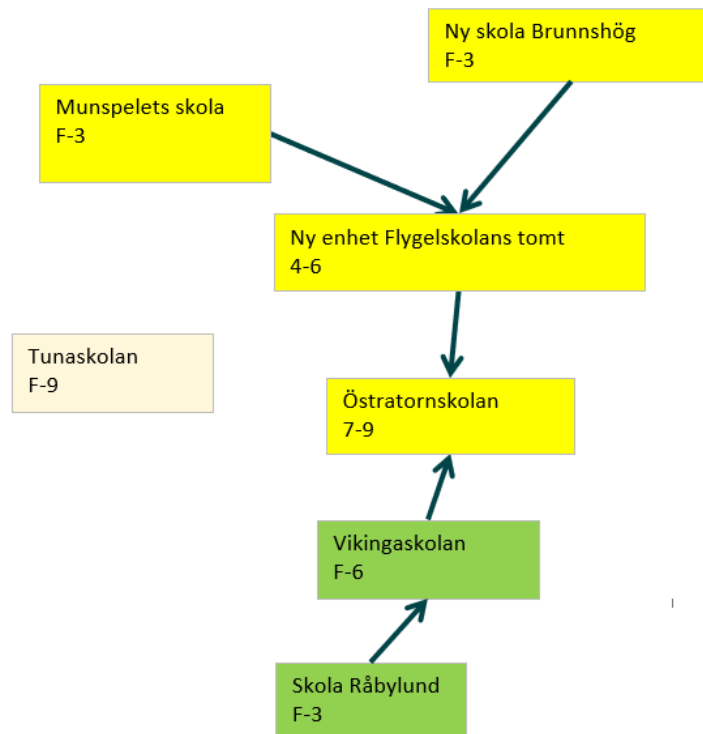 Ny skola Brunnshög
F-3
Munspelets skola
F-3
Ny enhet Flygelskolans tomt
4-6
Tunaskolan
F-9
Östratornskolan
7-9
Vikingaskolan
F-6
Skola Råbylund
F-3